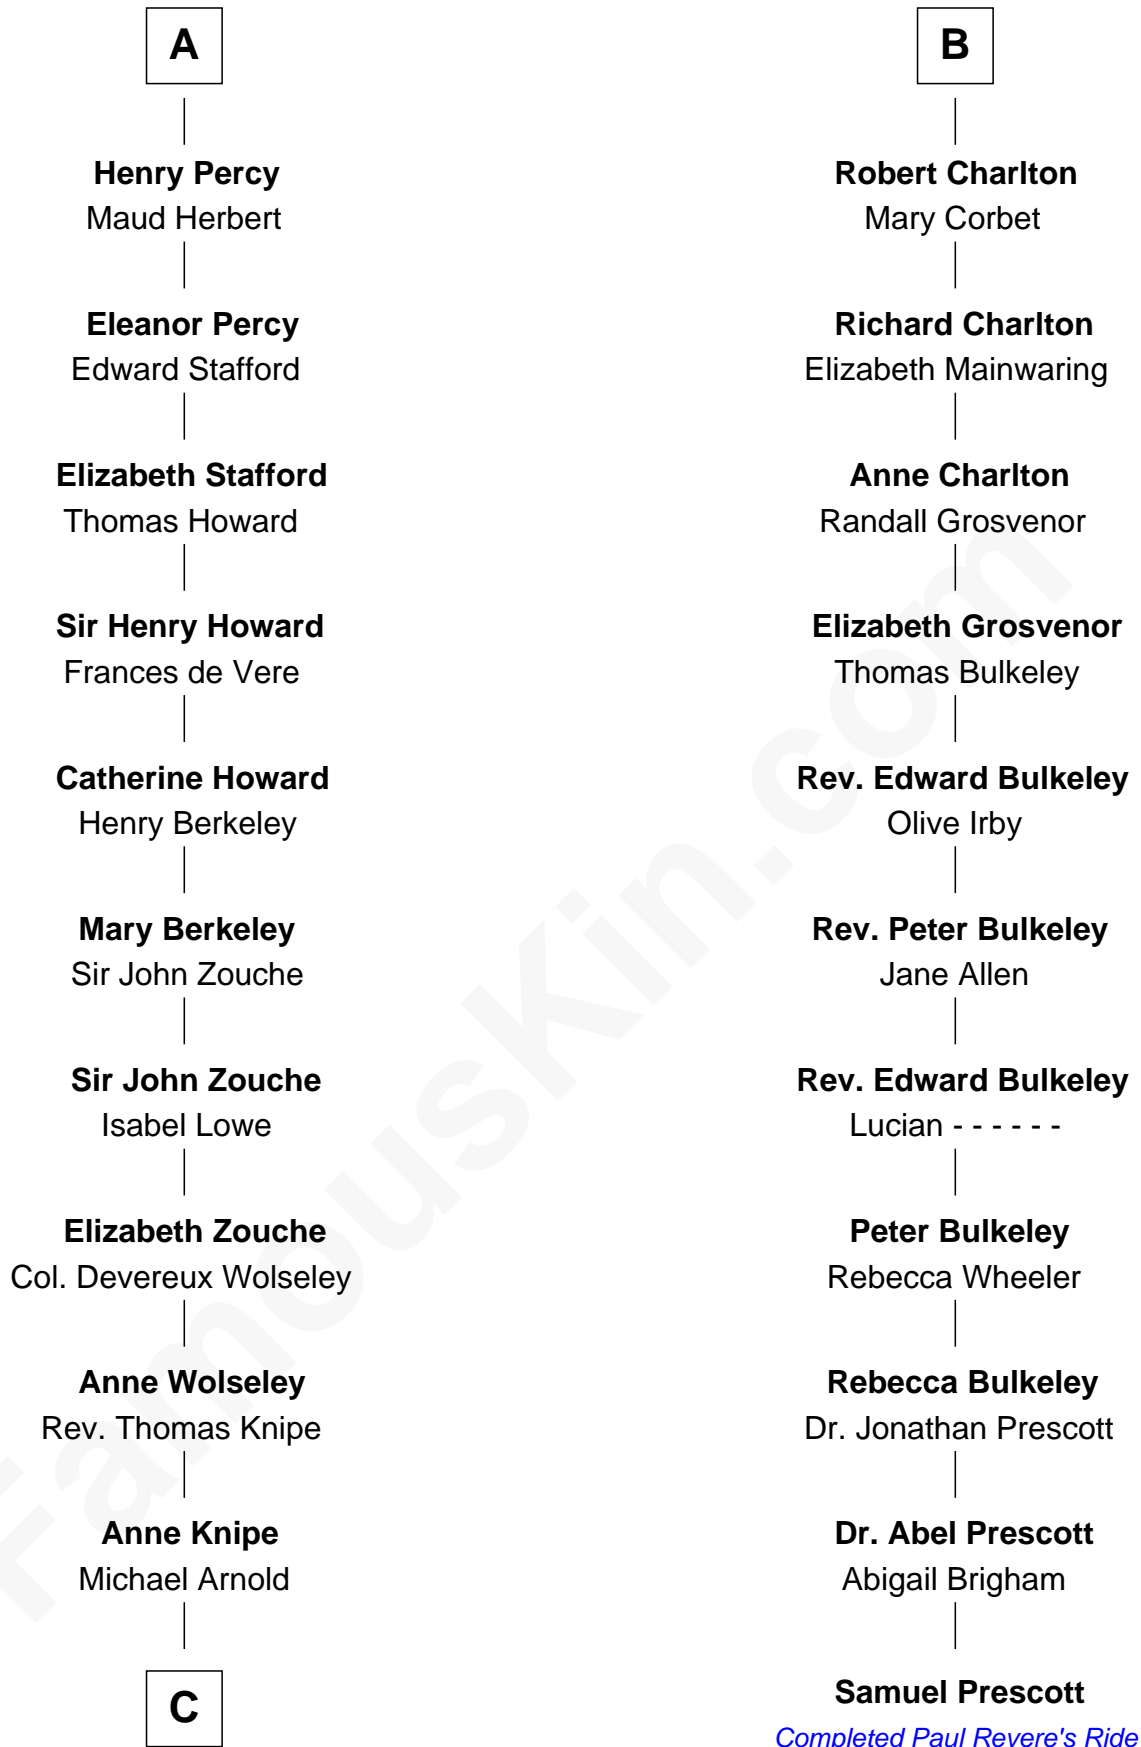 A
Henry Percy
Maud Herbert
Eleanor Percy
Edward Stafford
Elizabeth Stafford
Thomas Howard
Sir Henry Howard
Frances de Vere
Catherine Howard
Henry Berkeley
Mary Berkeley
Sir John Zouche
Sir John Zouche
Isabel Lowe
Elizabeth Zouche
Col. Devereux Wolseley
Anne Wolseley
Rev. Thomas Knipe
Anne Knipe
Michael Arnold
C
B
Robert Charlton
Mary Corbet
Richard Charlton
Elizabeth Mainwaring
Anne Charlton
Randall Grosvenor
Elizabeth Grosvenor
Thomas Bulkeley
Rev. Edward Bulkeley
Olive Irby
Rev. Peter Bulkeley
Jane Allen
Rev. Edward Bulkeley
Lucian - - - - - -
Peter Bulkeley
Rebecca Wheeler
Rebecca Bulkeley
Dr. Jonathan Prescott
Dr. Abel Prescott
Abigail Brigham
Samuel Prescott
Completed Paul Revere's Ride
FamousKin.com